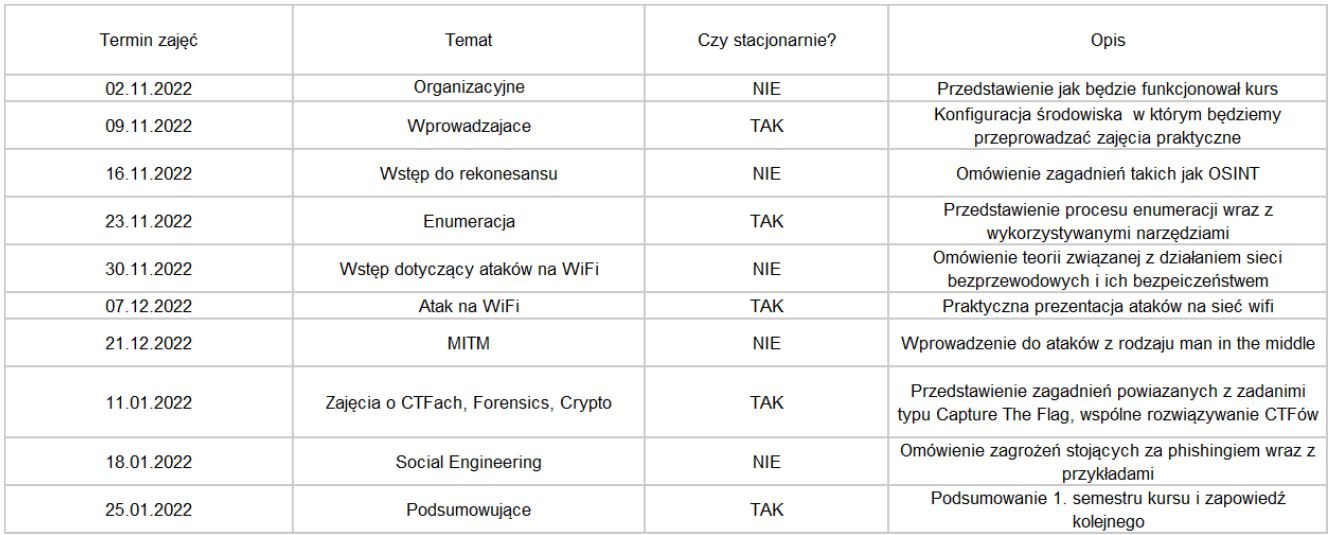 Termin zajęć Temat Czy stacjonarnie? Opis
02.11.2022 Organizacyjne NIE Przedstawienie jak będzie funkcjonował kurs
09.11.2022 Wprowadzajace TAK Konfiguracja środowiska w którym będziemy
przeprowadzać zajęcia praktyczne
16.11.2022 Wstęp do rekonesansu NIE Omówienie zagadnień takich jak OSINT
23.11.2022 Enumeracja TAK Przedstawienie procesu enumeracji wraz z
wykorzystywanymi narzędziami
30.11.2022 Wstęp dotyczący ataków na WiFi NIE Omówienie teorii związanej z działaniem sieci
bezprzewodowych i ich bezpeiczeństwem
07.12.2022 Atak na WiFi TAK Praktyczna prezentacja ataków na sieć wifi
21.12.2022 MITM NIE Wprowadzenie do ataków z rodzaju man in the middle
11.01.2022 Zajęcia o CTFach, Forensics, Crypto TAK Przedstawienie zagadnień powiazanych z zadanimi
typu Capture The Flag, wspólne rozwiązywanie CTFów
18.01.2022 Social Engineering NIE Omówienie zagrożeń stojących za phishingiem wraz z
przykładami
25.01.2022 Podsumowujące TAK Podsumowanie 1. semestru kursu i zapowiedź
kolejnego